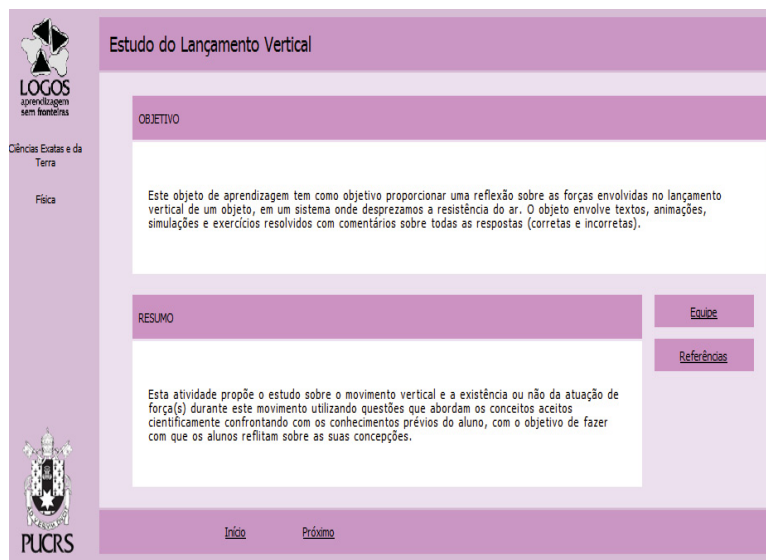 Estudo do Lançamento Vertical
LOGOS
aprendizagem
sem fronteiras
Ciências Exatas e da
Terra
Física
OBJETIVO
Este objeto de aprendizagem tem como objetivo proporcionar uma reflexão sobre as forças envolvidas no lançamento
vertical de um objeto, em um sistema onde desprezamos a resistência do ar. O objeto envolve textos, animações,
simulações e exercícios resolvidos com comentários sobre todas as respostas (corretas e incorretas).
RESUMO
Esta atividade propõe o estudo sobre o movimento vertical e a existência ou não da atuação de
força(s) durante este movimento utilizando questões que abordam os conceitos aceitos
cientificamente confrontando com os conhecimentos prévios do aluno, com o objetivo de fazer
com que os alunos reflitam sobre as suas concepções.
Equipe
Referências
PUCRS
Início
Próximo